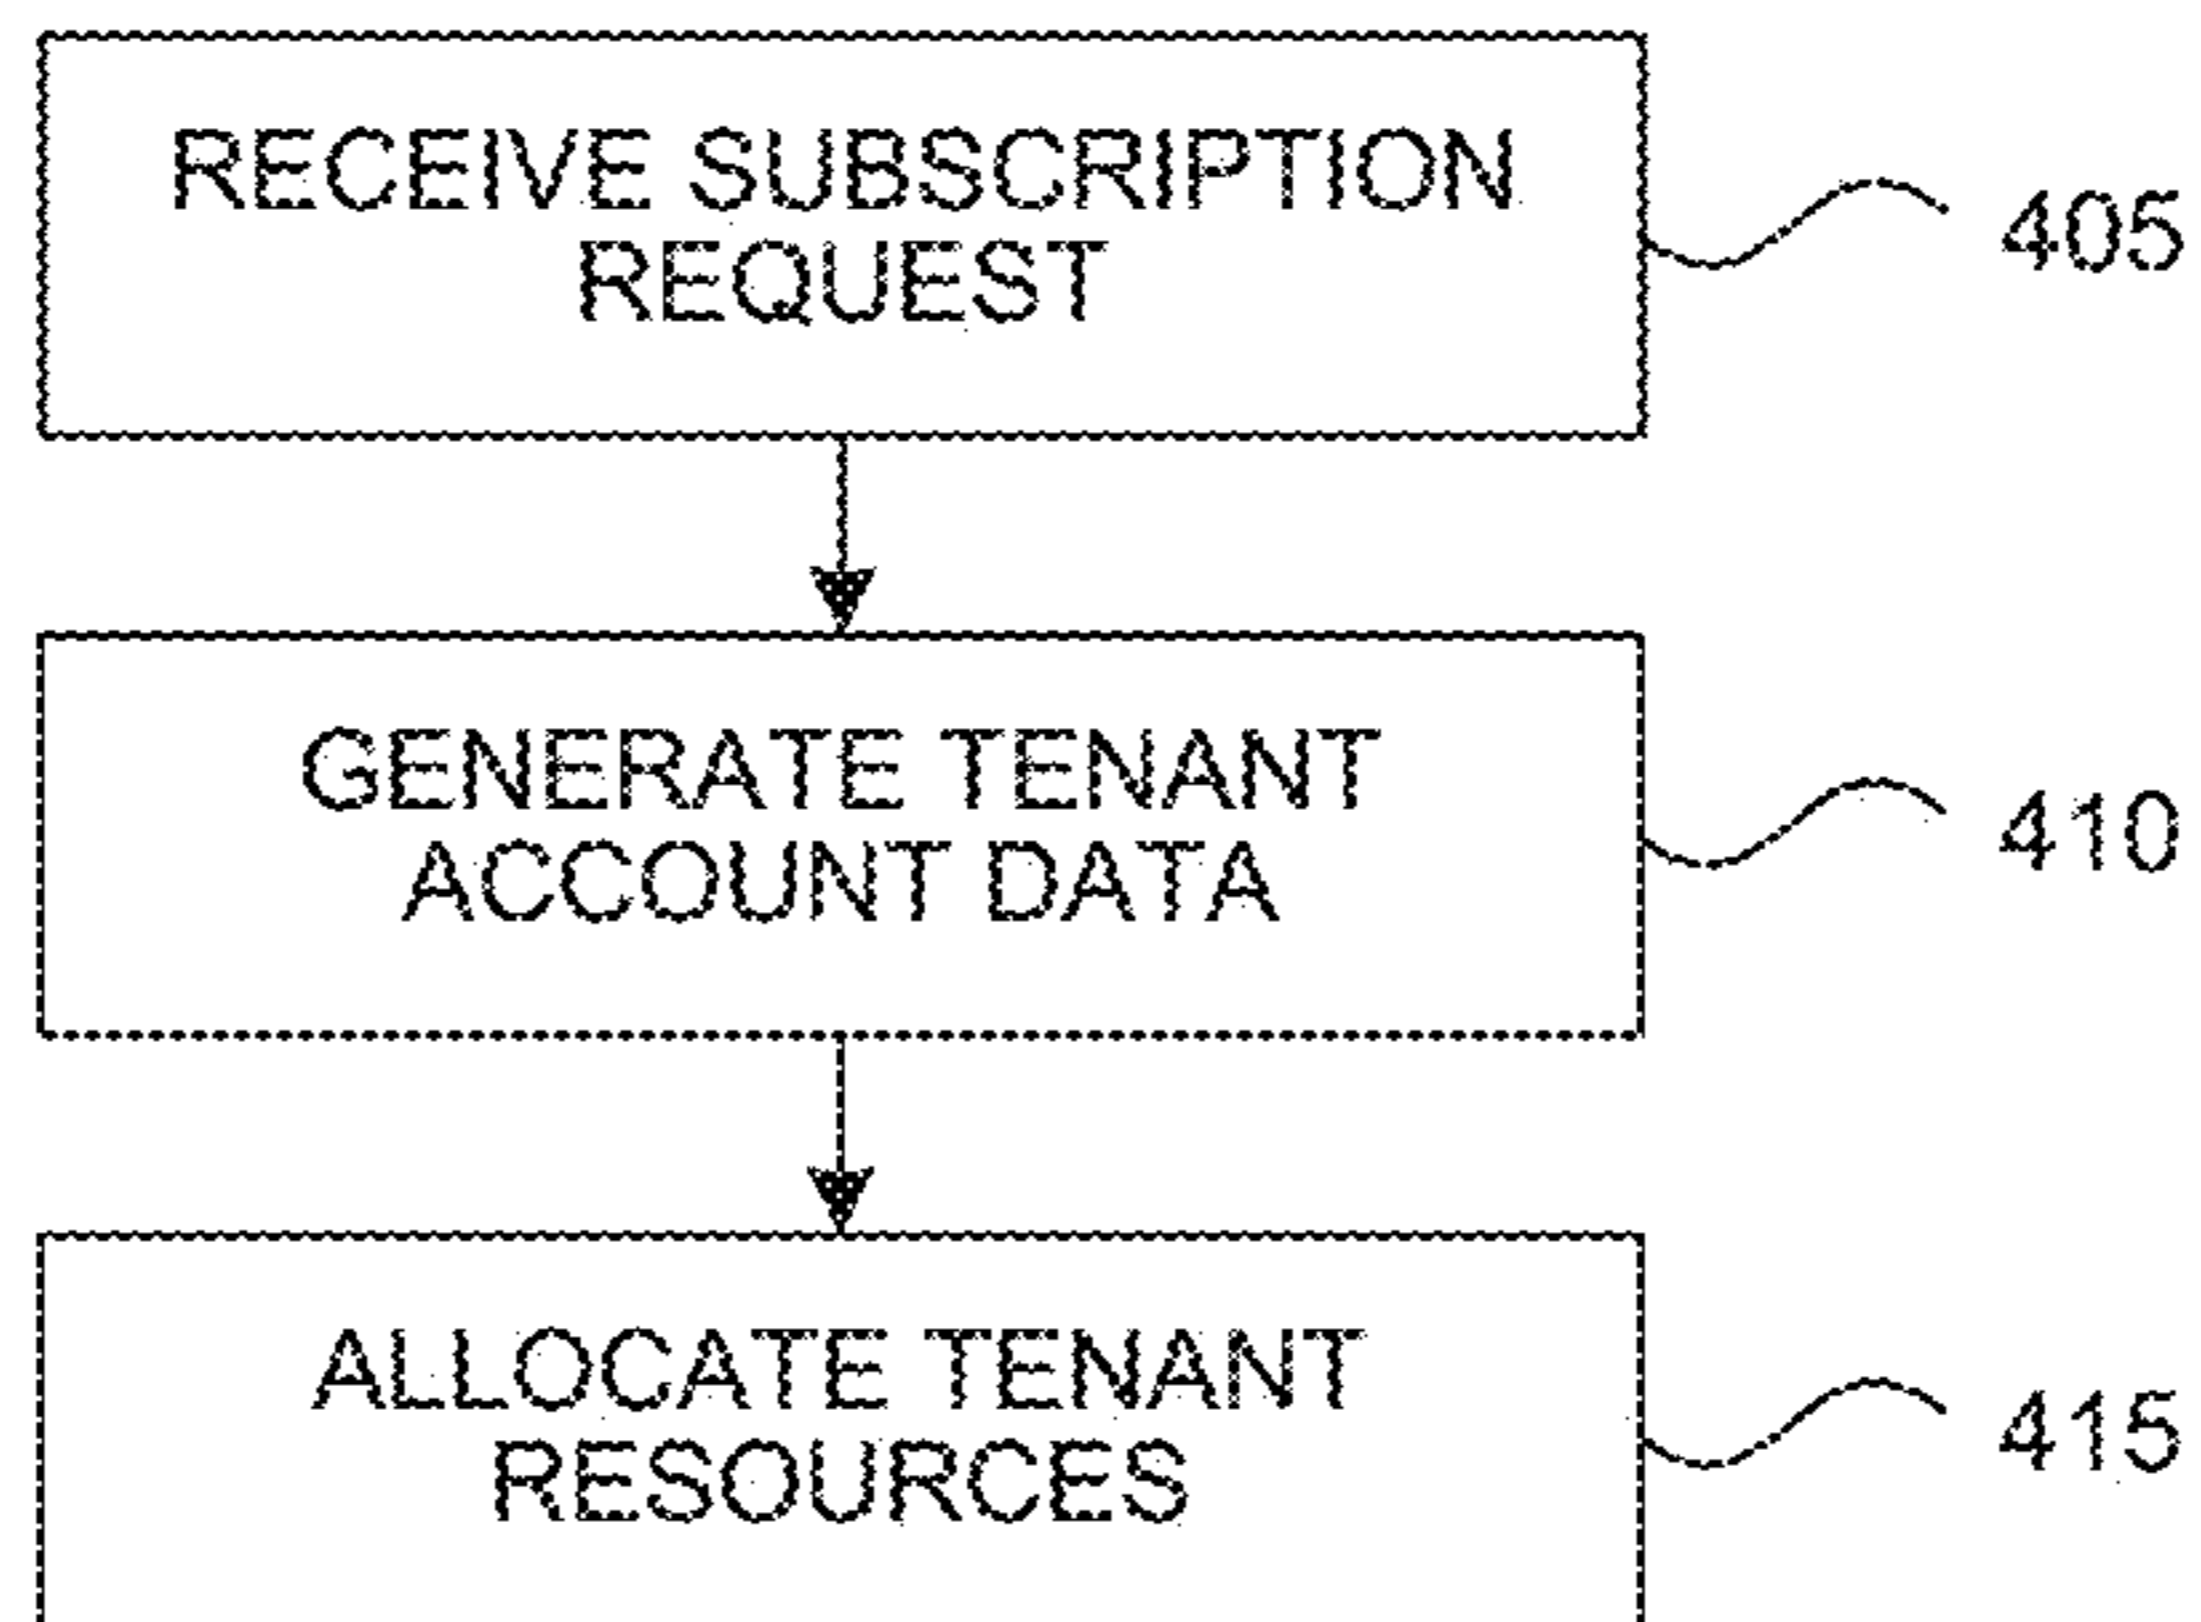 RECEIVE SUBSCRIPTION
REQUEST
405
GENERATE TENANT
ACCOUNT DATA
410
ALLOCATE TENANT
RESOURCES
415